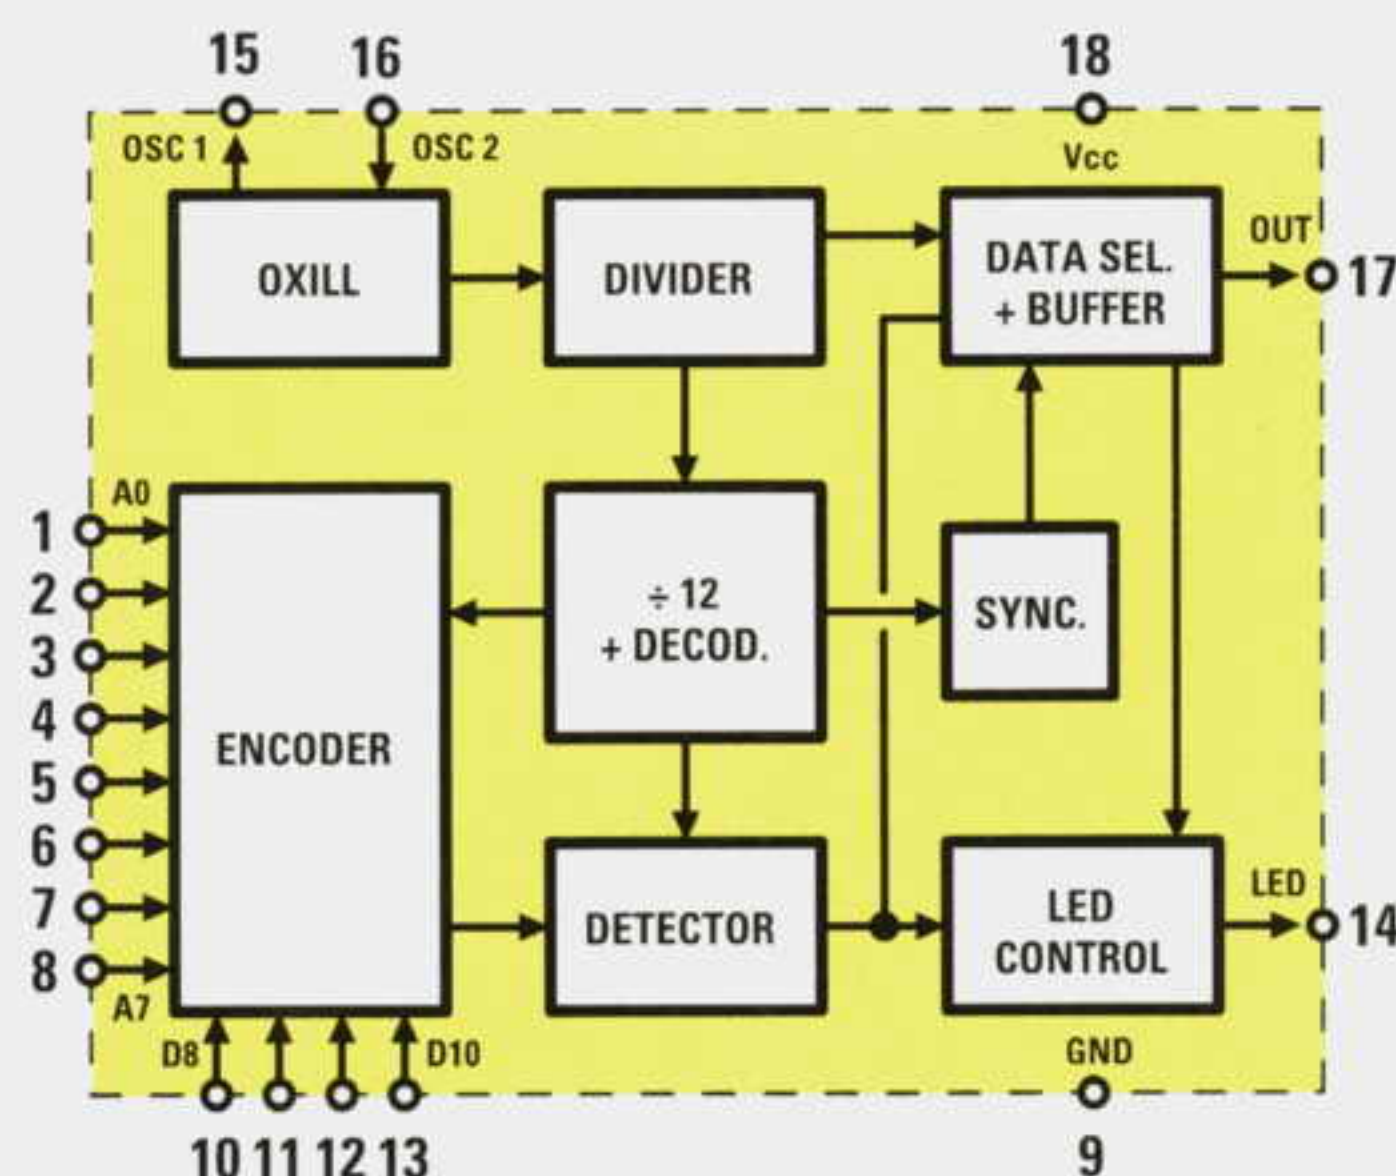 15 16 18
OSC 1 OSC 2 Vcc
OXILL
DIVIDER
DATA SEL.
+ BUFFER
OUT
17
A0
1
2
3
4
5
6
7
8
A7
ENCODER
÷ 12
+ DECOD.
SYNC.
DETECTOR
LED
CONTROL
LED
14
D8 D10
GND
10 11 12 13 9